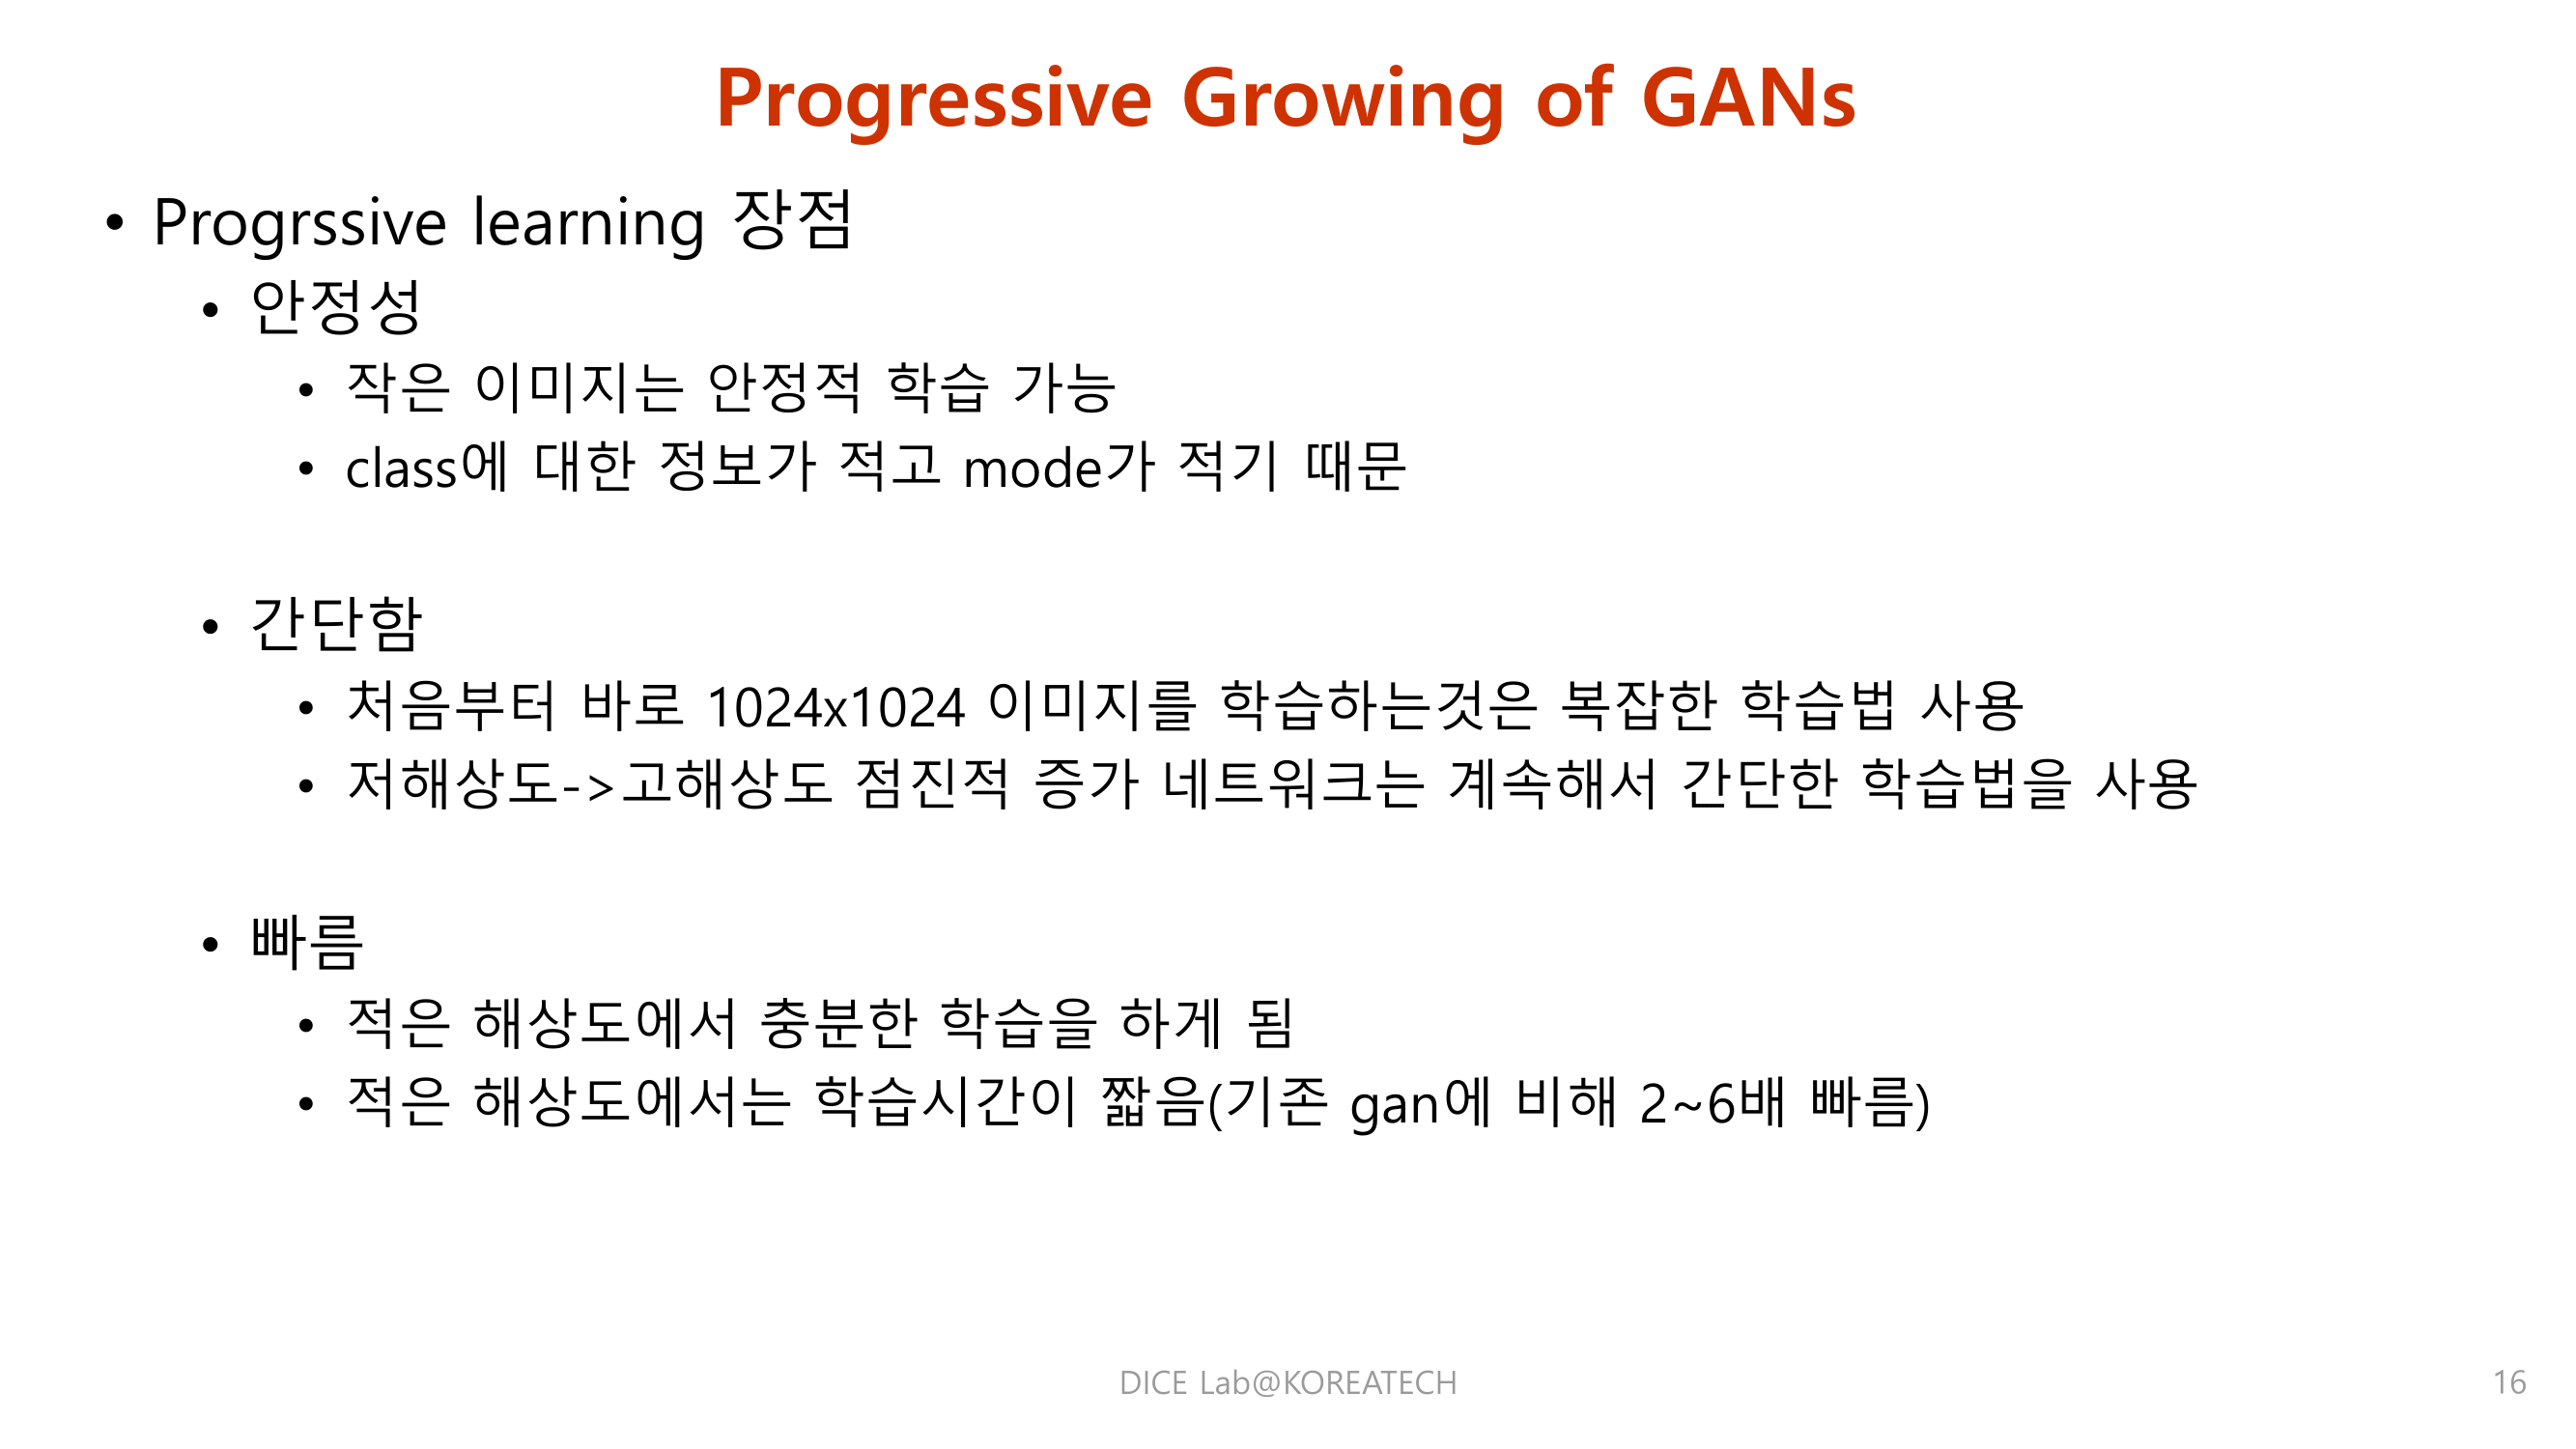 Progressive Growing of GANs
• Progrssive learning 장점
• 안정성
• 작은 이미지는 안정적 학습 가능
• class에 대한 정보가 적고 mode가 적기 때문
• 간단함
• 처음부터 바로 1024x1024 이미지를 학습하는것은 복잡한 학습법 사용
• 저해상도->고해상도 점진적 증가 네트워크는 계속해서 간단한 학습법을 사용
• 빠름
• 적은 해상도에서 충분한 학습을 하게 됨
• 적은 해상도에서는 학습시간이 짧음(기존 gan에 비해 2~6배 빠름)
DICE Lab@KOREATECH
16